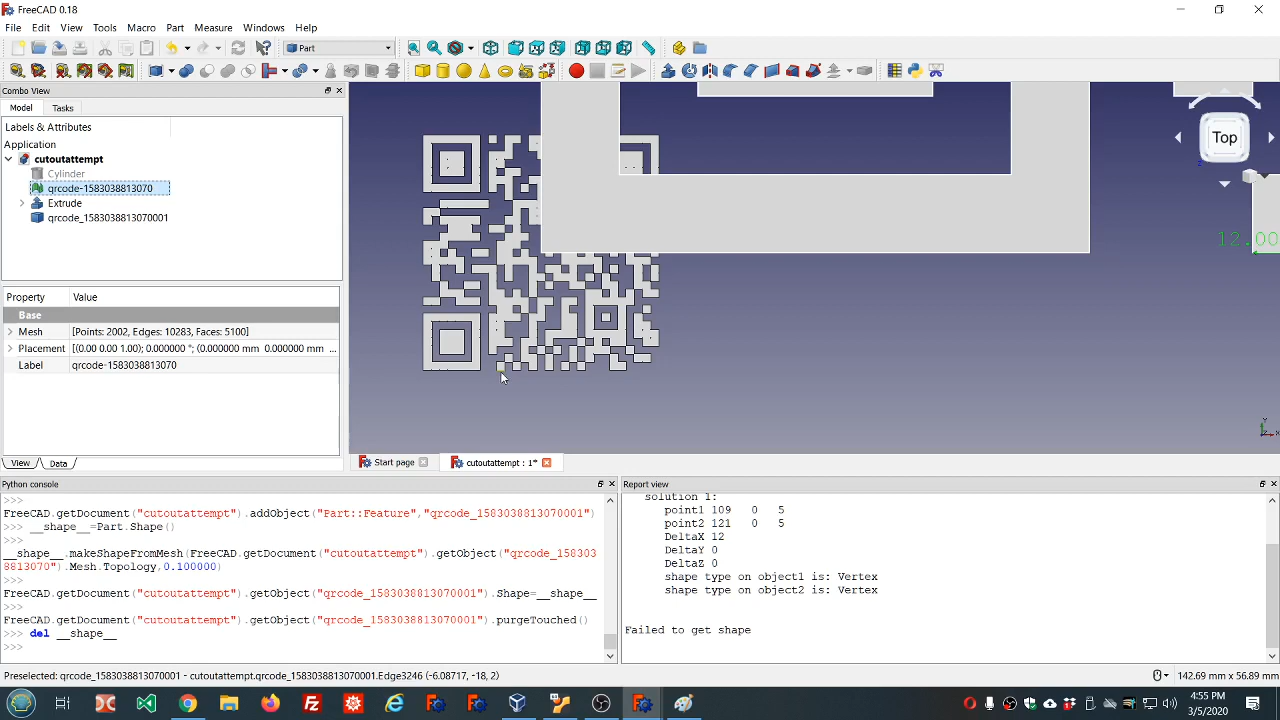 FreeCAD 0.18
File Edit View Tools Macro Part Measure Windows Help
Part
Combo View
Model Tasks
Labels & Attributes
Application
cutoutattempt
Cylinder
qrcode-1583038813070
Extrude
qrcode_1583038813070001
Property Value
Base
Mesh [Points: 2002, Edges: 10283, Faces: 5100]
Placement [(0.00 0.00 1.00); 0.000000 °; (0.000000 mm 0.000000 mm ...
Label qrcode-1583038813070
View Data
Top
12.00
Start page cutoutattempt : 1*
Python console
>>>
FreeCAD.getDocument("cutoutattempt").addObject("Part::Feature","qrcode_1583038813070001")
>>> __shape__=Part.Shape()
>>>
__shape__.makeShapeFromMesh(FreeCAD.getDocument("cutoutattempt").getObject("qrcode_158303
8813070").Mesh.Topology,0.100000)
>>>
FreeCAD.getDocument("cutoutattempt").getObject("qrcode_1583038813070001").Shape=__shape__
>>>
FreeCAD.getDocument("cutoutattempt").getObject("qrcode_1583038813070001").purgeTouched()
>>> del __shape__
>>>
Report view
solution 1:
point1 109 0 5
point2 121 0 5
DeltaX 12
DeltaY 0
DeltaZ 0
shape type on object1 is: Vertex
shape type on object2 is: Vertex
Failed to get shape
Preselected: qrcode_1583038813070001 - cutoutattempt.qrcode_1583038813070001.Edge3246 (-6.08717, -18, 2)
142.69 mm x 56.89 mm
4:55 PM
3/5/2020